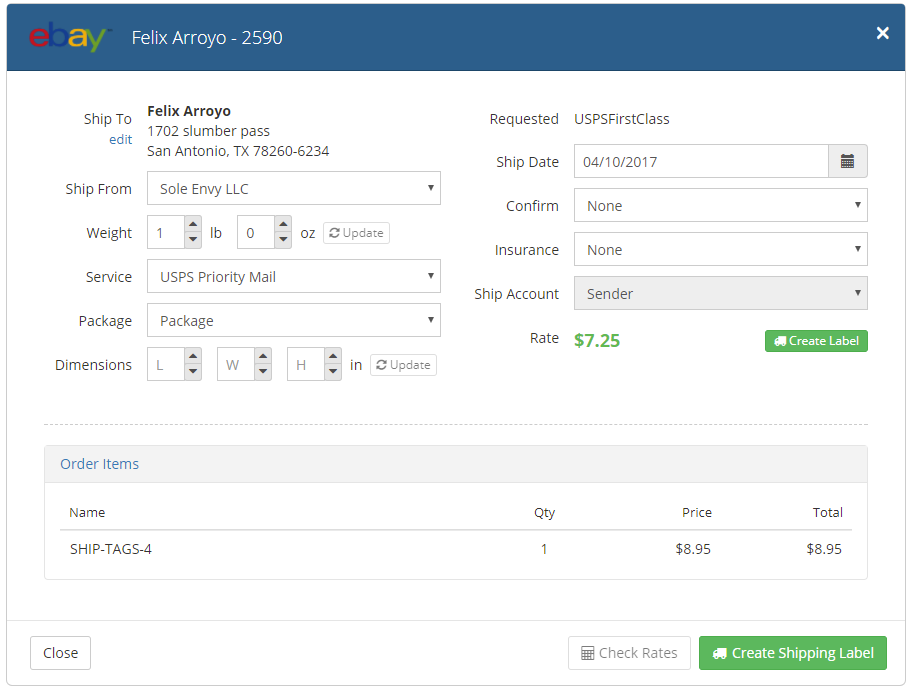 ebay Felix Arroyo - 2590 ×
Ship To Felix Arroyo
edit 1702 slumber pass
San Antonio, TX 78260-6234
Ship From Sole Envy LLC
Weight 1 lb 0 oz Update
Service USPS Priority Mail
Package Package
Dimensions L W H in Update
Requested USPSFirstClass
Ship Date 04/10/2017
Confirm None
Insurance None
Ship Account Sender
Rate $7.25 Create Label
Order Items
Name Qty Price Total
SHIP-TAGS-4 1 $8.95 $8.95
Close Check Rates Create Shipping Label